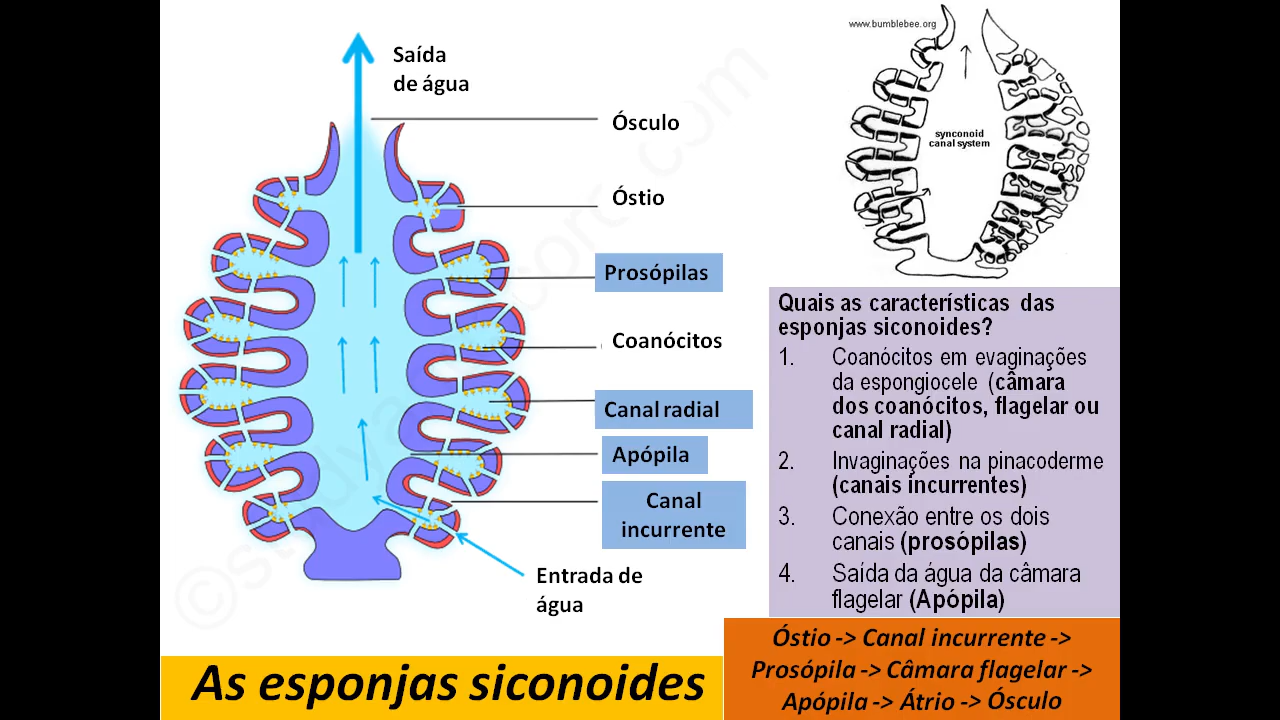 Saída
de água
Ósculo
Óstio
Prosópilas
Coanócitos
Canal radial
Apópila
Canal
incurrente
Entrada de
água
As esponjas siconoides
www.bumblebee.org
synconoid
canal system
Quais as características das
esponjas siconoides?
1. Coanócitos em evaginações
da espongiocele (câmara
dos coanócitos, flagelar ou
canal radial)
2. Invaginações na pinacoderme
(canais incurrentes)
3. Conexão entre os dois
canais (prosópilas)
4. Saída da água da câmara
flagelar (Apópila)
Óstio -> Canal incurrente ->
Prosópila -> Câmara flagelar ->
Apópila -> Átrio -> Ósculo